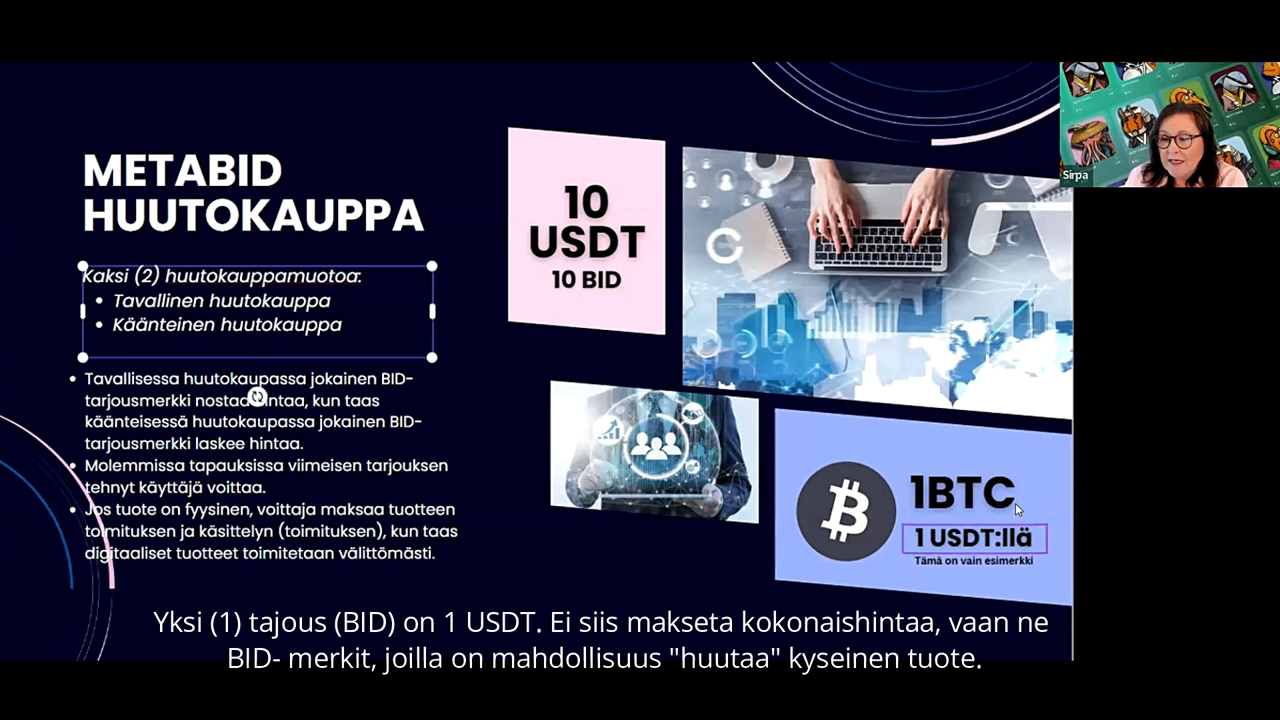 METABID
HUUTOKAUPPA
Kaksi (2) huutokauppamuotoa:
Tavallinen huutokauppa
Käänteinen huutokauppa
Tavallisessa huutokaupassa jokainen BID-
tarjousmerkki nostaa hintaa, kun taas
käänteisessä huutokaupassa jokainen BID-
tarjousmerkki laskee hintaa.
Molemmissa tapauksissa viimeisen tarjouksen
tehnyt käyttäjä voittaa.
Jos tuote on fyysinen, voittaja maksaa tuotteen
toimituksen ja käsittelyn (toimituksen), kun taas
digitaaliset tuotteet toimitetaan välittömästi.
10
USDT
10 BID
1BTC
1 USDT:llä
Tämä on vain esimerkki
Sirpa
Yksi (1) tajous (BID) on 1 USDT. Ei siis makseta kokonaishintaa, vaan ne
BID- merkit, joilla on mahdollisuus "huutaa" kyseinen tuote.